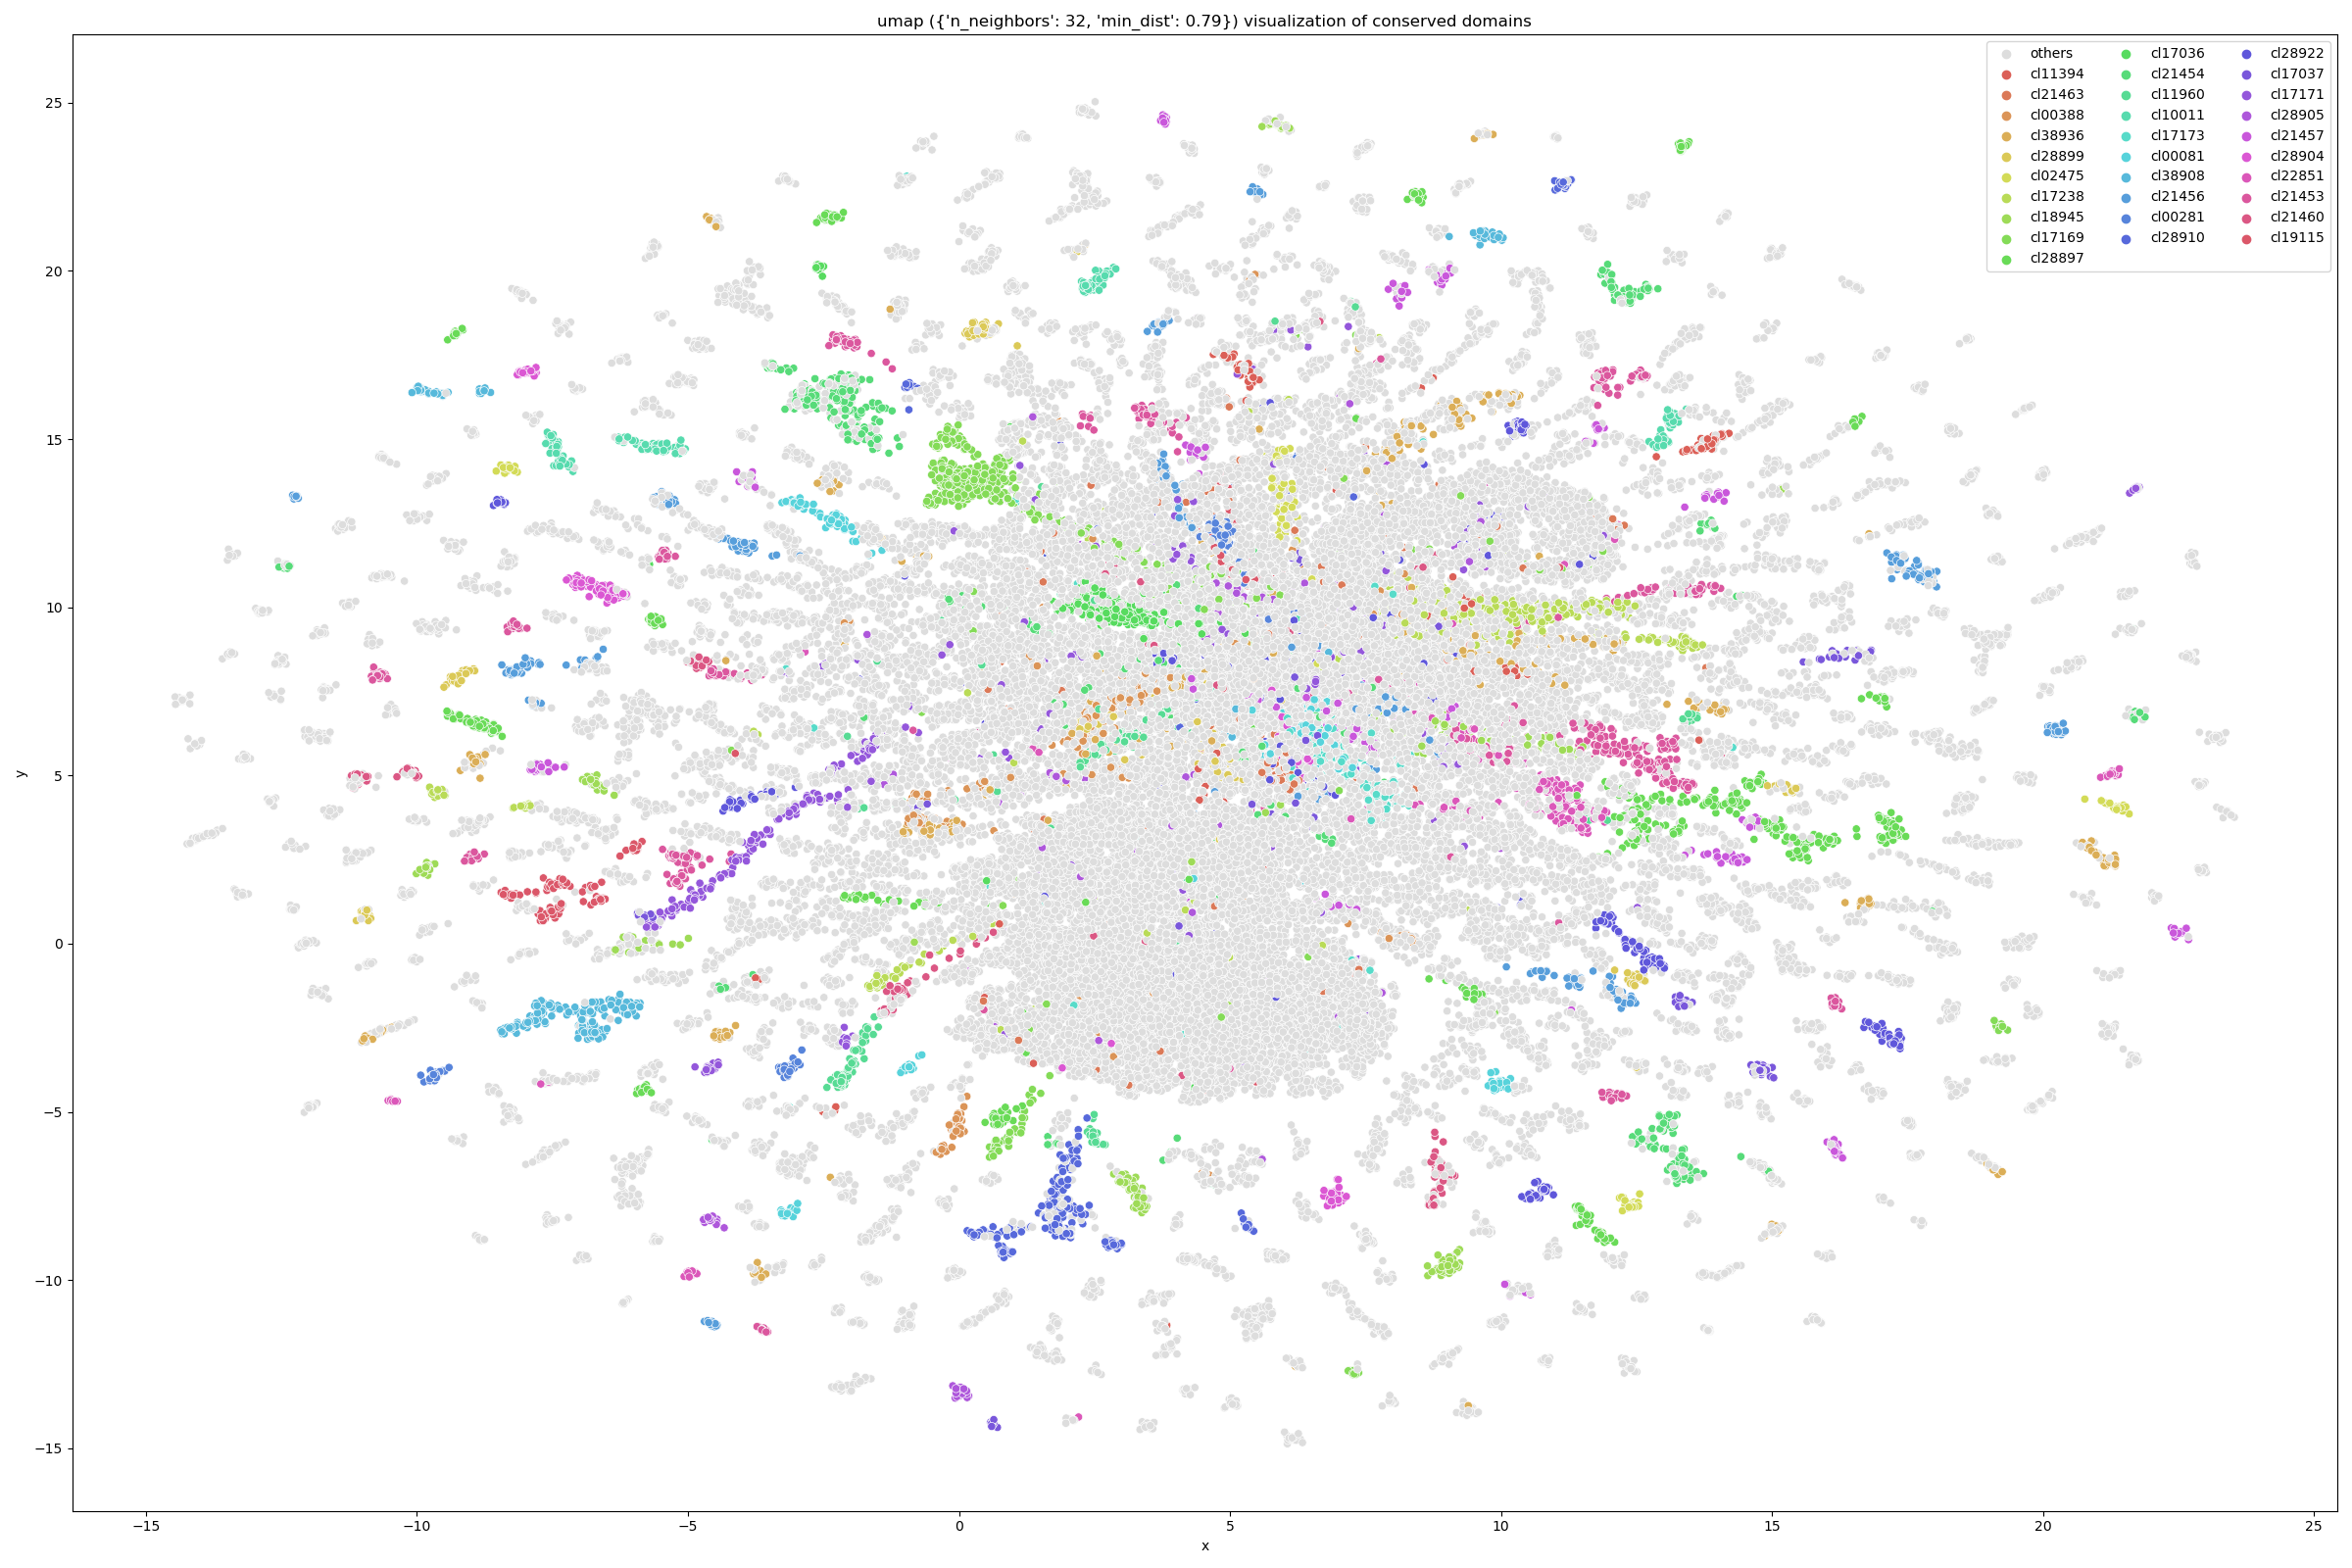 umap ({'n_neighbors': 32, 'min_dist': 0.79}) visualization of conserved domains
others
cl11394
cl21463
cl00388
cl38936
cl28899
cl02475
cl17238
cl18945
cl17169
cl28897
cl17036
cl21454
cl11960
cl10011
cl17173
cl00081
cl38908
cl21456
cl00281
cl28910
cl28922
cl17037
cl17171
cl28905
cl21457
cl28904
cl22851
cl21453
cl21460
cl19115
25
20
15
10
5
0
−5
−10
−15
y
−15
−10
−5
0
5
10
15
20
25
x